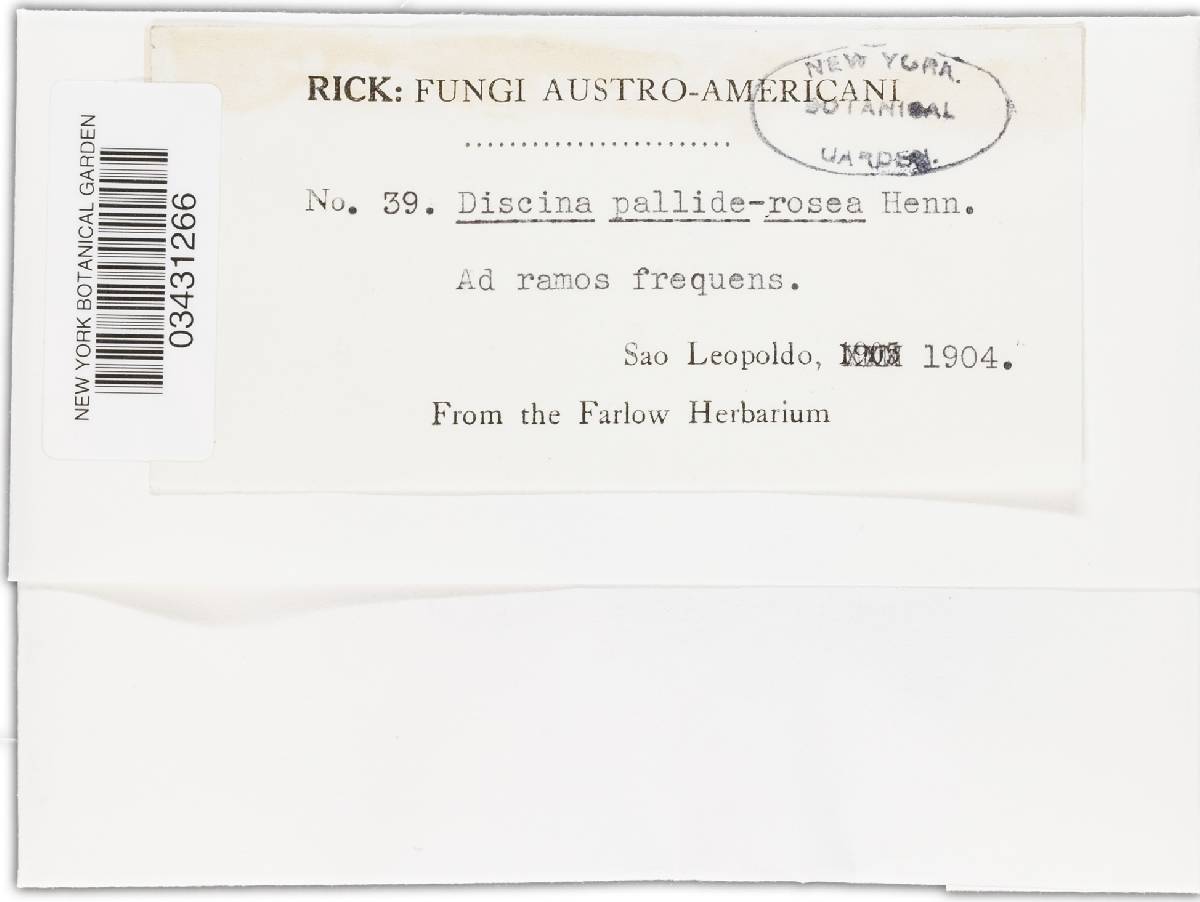 RICK: FUNGI AUSTRO-AMERICANI
NEW YORK
BOTANICAL
GARDEN.
No. 39. Discina pallide-rosea Henn.
Ad ramos frequens.
Sao Leopoldo, 1904.
From the Farlow Herbarium
NEW YORK BOTANICAL GARDEN
03431266